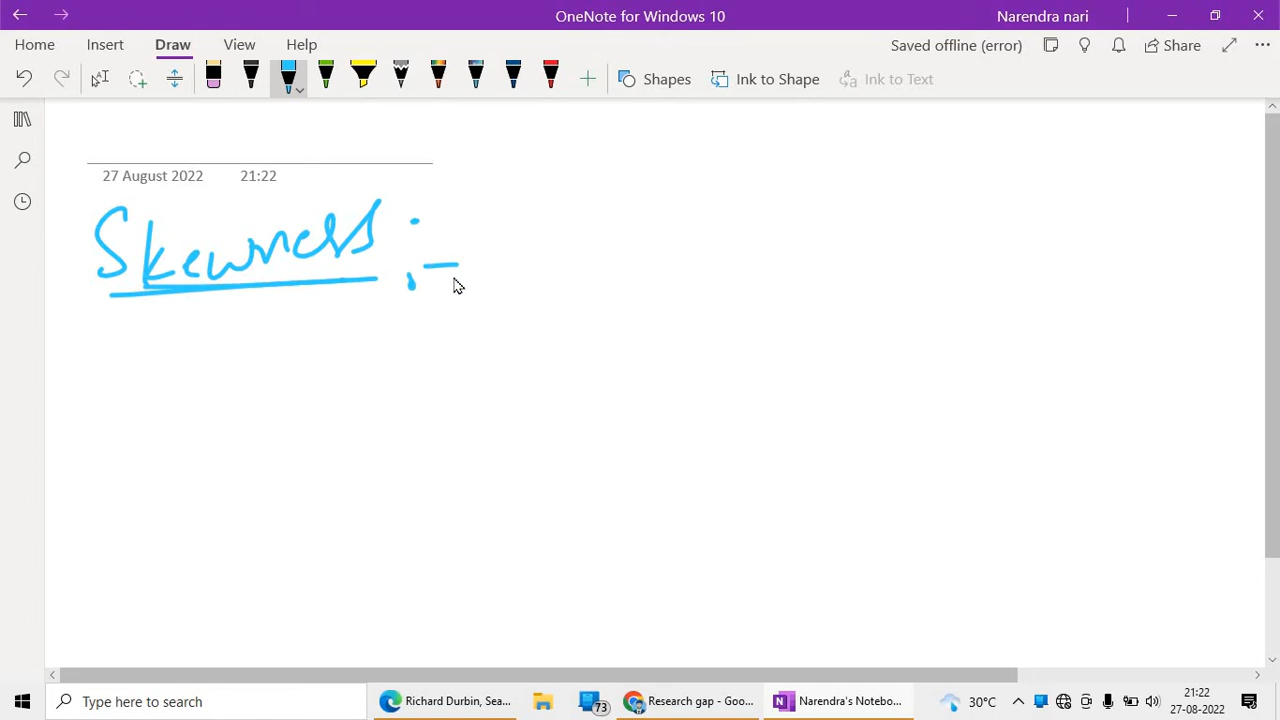 OneNote for Windows 10
Narendra nari
Home Insert Draw View Help
Saved offline (error) Share
Shapes Ink to Shape Ink to Text
27 August 2022 21:22
Skewness :-
Type here to search
Richard Durbin, Sea...
73
Research gap - Goo...
Narendra's Notebo...
30°C
21:22
27-08-2022